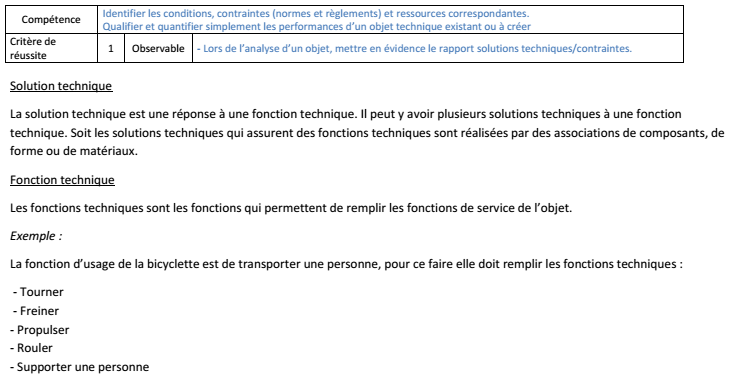 Compétence
Identifier les conditions, contraintes (normes et règlements) et ressources correspondantes.
Qualifier et quantifier simplement les performances d'un objet technique existant ou à créer
Critère de
réussite
1
Observable
- Lors de l'analyse d'un objet, mettre en évidence le rapport solutions techniques/contraintes.
Solution technique
La solution technique est une réponse à une fonction technique. Il peut y avoir plusieurs solutions techniques à une fonction
technique. Soit les solutions techniques qui assurent des fonctions techniques sont réalisées par des associations de composants, de
forme ou de matériaux.
Fonction technique
Les fonctions techniques sont les fonctions qui permettent de remplir les fonctions de service de l'objet.
Exemple :
La fonction d'usage de la bicyclette est de transporter une personne, pour ce faire elle doit remplir les fonctions techniques :
- Tourner
- Freiner
- Propulser
- Rouler
- Supporter une personne